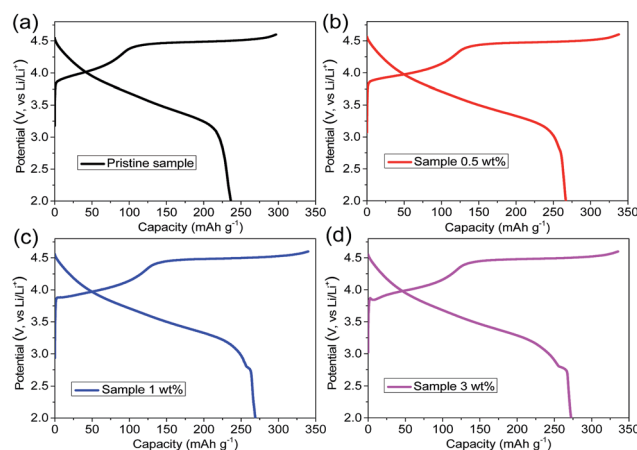 (a)
Potential (V, vs Li/Li⁺)
4.5
4.0
3.5
3.0
2.5
2.0
Pristine sample
0 50 100 150 200 250 300 350
Capacity (mAh g⁻¹)
(b)
Potential (V, vs Li/Li⁺)
4.5
4.0
3.5
3.0
2.5
2.0
Sample 0.5 wt%
0 50 100 150 200 250 300 350
Capacity (mAh g⁻¹)
(c)
Potential (V, vs Li/Li⁺)
4.5
4.0
3.5
3.0
2.5
2.0
Sample 1 wt%
0 50 100 150 200 250 300 350
Capacity (mAh g⁻¹)
(d)
Potential (V, vs Li/Li⁺)
4.5
4.0
3.5
3.0
2.5
2.0
Sample 3 wt%
0 50 100 150 200 250 300 350
Capacity (mAh g⁻¹)